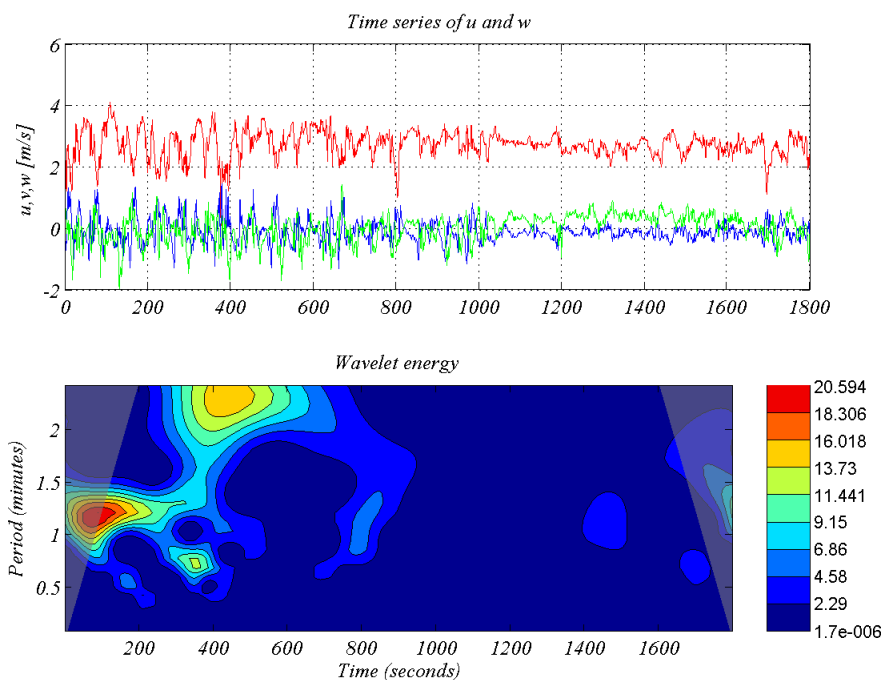 Time series of u and w
u,v,w [m/s]
6
4
2
0
-2
0 200 400 600 800 1000 1200 1400 1600 1800
Wavelet energy
Period (minutes)
2
1.5
1
0.5
200 400 600 800 1000 1200 1400 1600
Time (seconds)
20.594
18.306
16.018
13.73
11.441
9.15
6.86
4.58
2.29
1.7e-006